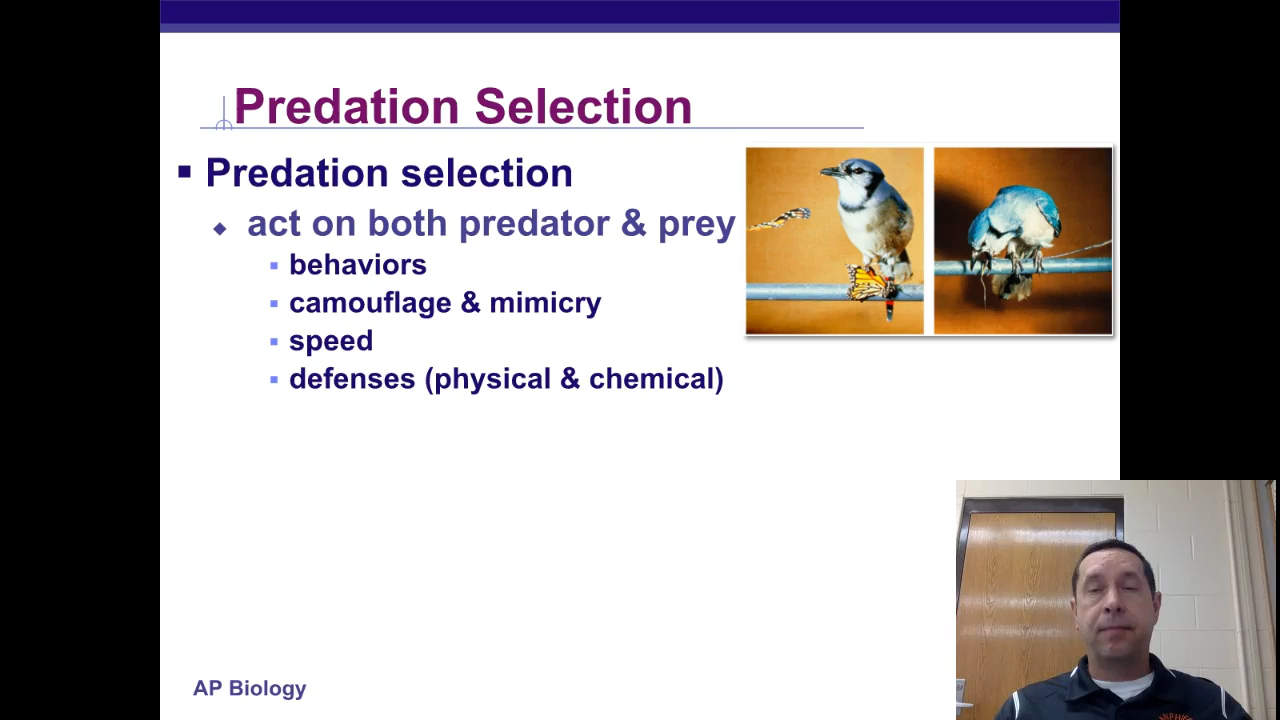 Predation Selection
Predation selection
act on both predator & prey
behaviors
camouflage & mimicry
speed
defenses (physical & chemical)
AP Biology